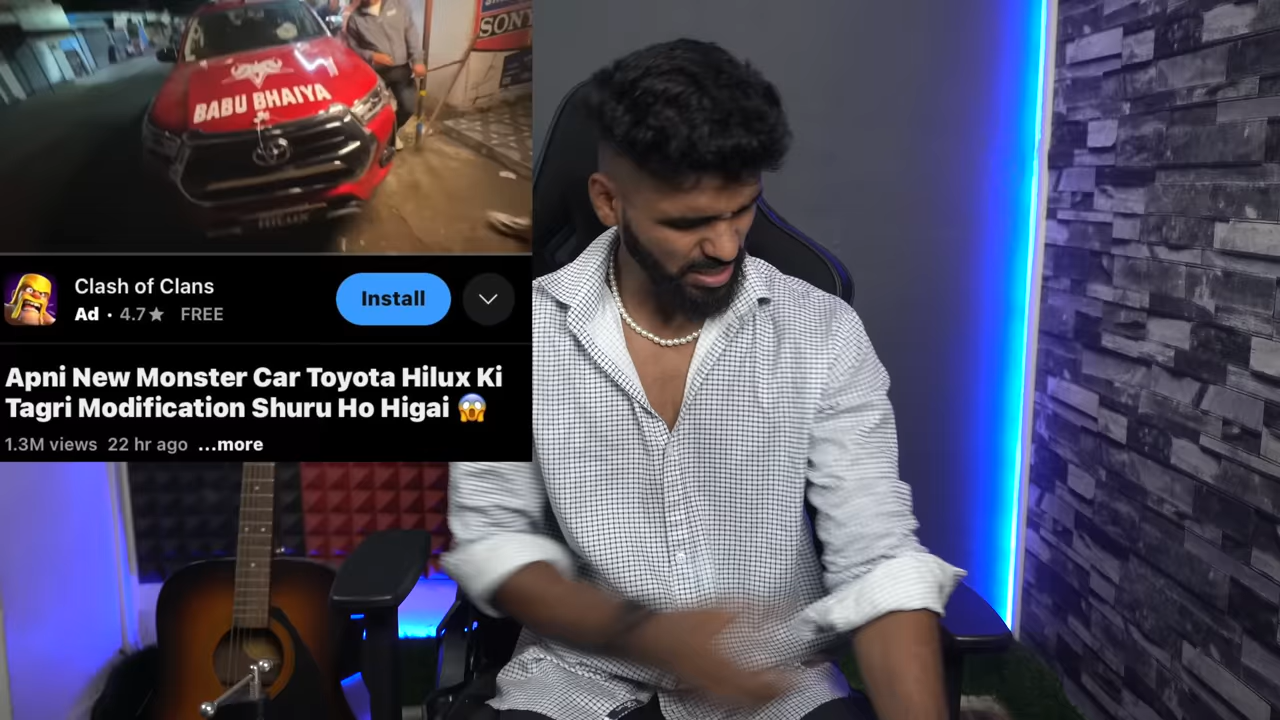 SONY
BABU BHAIYA
HILUX
Clash of Clans
Install
Ad • 4.7★ FREE
Apni New Monster Car Toyota Hilux Ki
Tagri Modification Shuru Ho Higai 😱
1.3M views 22 hr ago ...more